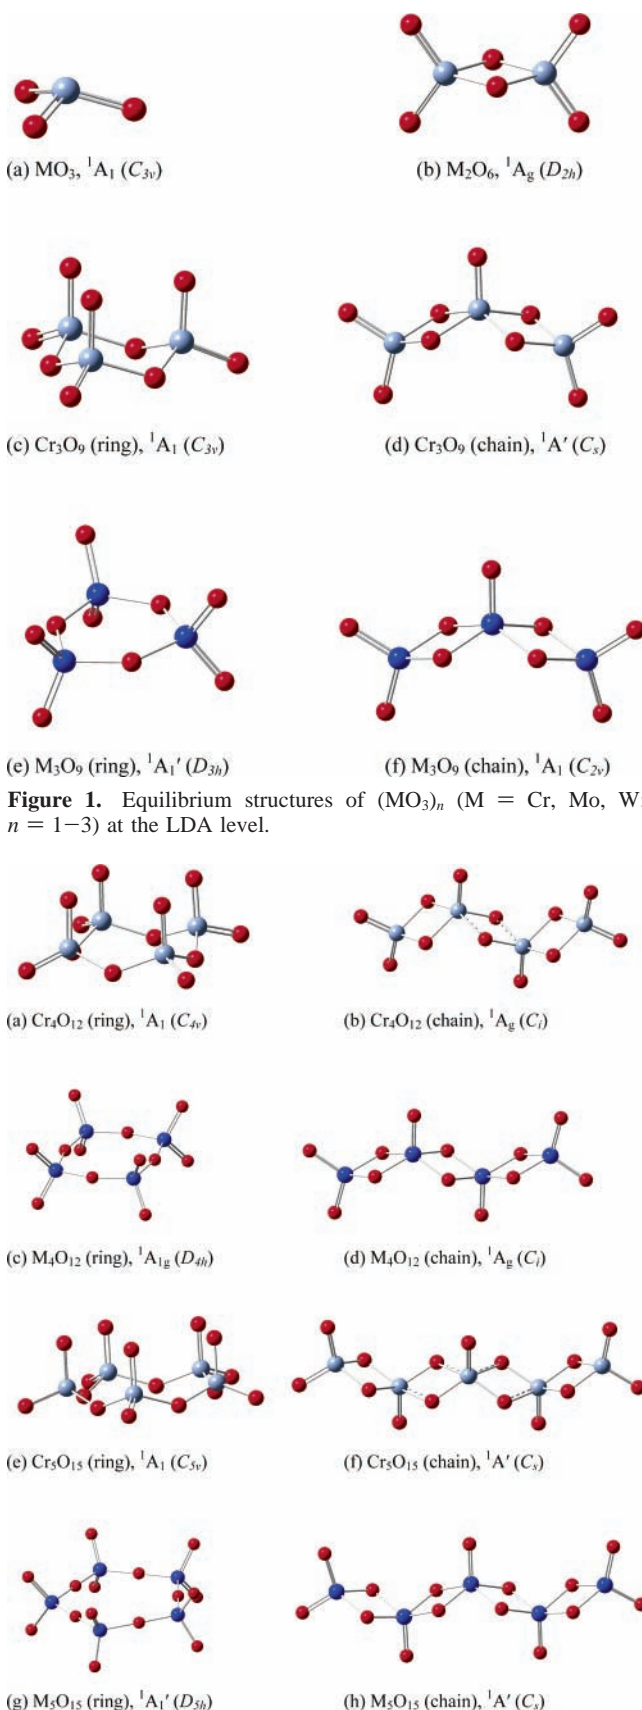 (a) MO₃, ¹A₁ (C₃ᵥ)
(b) M₂O₆, ¹A_g (D₂ₕ)
(c) Cr₃O₉ (ring), ¹A₁ (C₃ᵥ)
(d) Cr₃O₉ (chain), ¹A′ (Cₛ)
(e) M₃O₉ (ring), ¹A₁′ (D₃ₕ)
(f) M₃O₉ (chain), ¹A₁ (C₂ᵥ)
Figure 1. Equilibrium structures of (MO₃)ₙ (M = Cr, Mo, W;
n = 1−3) at the LDA level.
(a) Cr₄O₁₂ (ring), ¹A₁ (C₄ᵥ)
(b) Cr₄O₁₂ (chain), ¹A_g (Cᵢ)
(c) M₄O₁₂ (ring), ¹A₁g (D₄ₕ)
(d) M₄O₁₂ (chain), ¹A_g (Cᵢ)
(e) Cr₅O₁₅ (ring), ¹A₁ (C₅ᵥ)
(f) Cr₅O₁₅ (chain), ¹A′ (Cₛ)
(g) M₅O₁₅ (ring), ¹A₁′ (D₅ₕ)
(h) M₅O₁₅ (chain), ¹A′ (Cₛ)